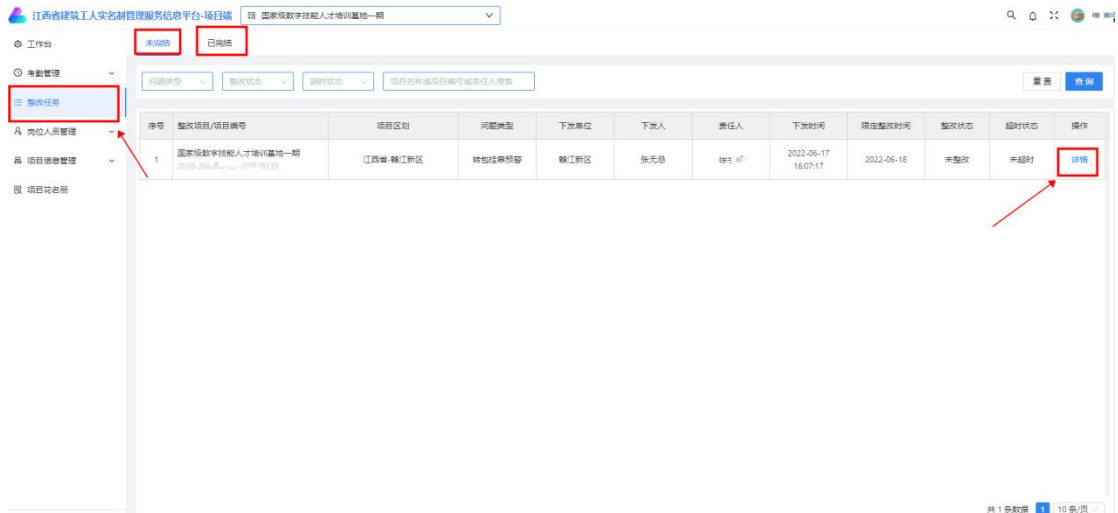 江西省建筑工人实名制管理服务信息平台-项目端
国家级数字技能人才培训基地一期
工作台
考勤管理
整改任务
岗位人员管理
项目信息管理
项目花名册
未完结 已完结
问题类型 整改状态 超时状态 项目名称或项目编号或责任人搜索 重置 查询
序号 整改项目/项目编号 项目区划 问题类型 下发单位 下发人 责任人 下发时间 限定整改时间 整改状态 超时状态 操作
1 国家级数字技能人才培训基地一期 江西省-赣江新区 转包挂靠预警 赣江新区 张无忌 2022-06-17 16:07:17 2022-06-18 未整改 未超时 详情
共1条数据 1 10条/页